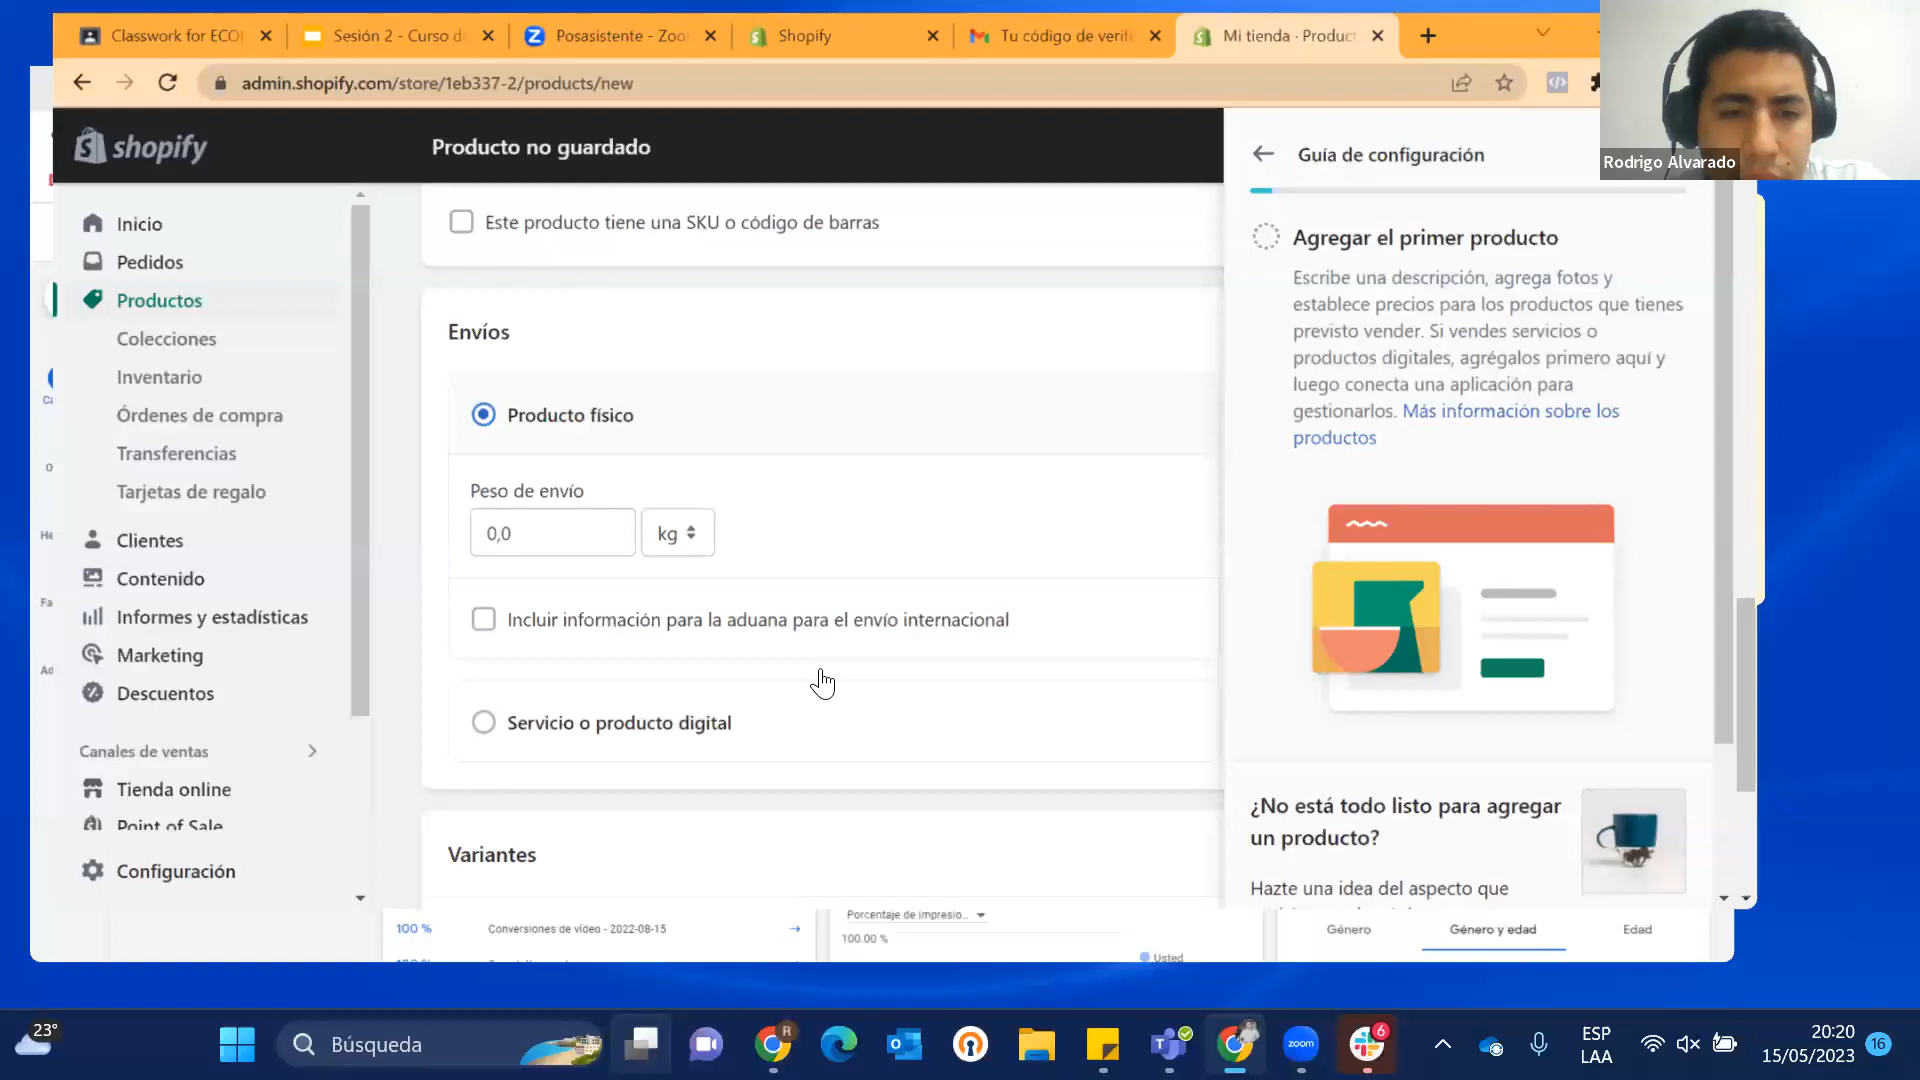 Classwork for ECO
Sesión 2 - Curso de
Posasistente - Zoo
Shopify
Tu código de verifi
Mi tienda · Product
admin.shopify.com/store/1eb337-2/products/new
shopify
Producto no guardado
Guía de configuración
Rodrigo Alvarado
Inicio
Pedidos
Productos
Colecciones
Inventario
Órdenes de compra
Transferencias
Tarjetas de regalo
Clientes
Contenido
Informes y estadísticas
Marketing
Descuentos
Canales de ventas
Tienda online
Point of Sale
Configuración
Este producto tiene una SKU o código de barras
Envíos
Producto físico
Peso de envío
0,0
kg
Incluir información para la aduana para el envío internacional
Servicio o producto digital
Variantes
Agregar el primer producto
Escribe una descripción, agrega fotos y
establece precios para los productos que tienes
previsto vender. Si vendes servicios o
productos digitales, agrégalos primero aquí y
luego conecta una aplicación para
gestionarlos. Más información sobre los
productos
¿No está todo listo para agregar
un producto?
Hazte una idea del aspecto que
100 %
Conversiones de vídeo - 2022-08-15
Porcentaje de impresio...
100.00 %
Usted
Género
Género y edad
Edad
23°
Búsqueda
R
zoom
6
ESP
LAA
20:20
15/05/2023
16